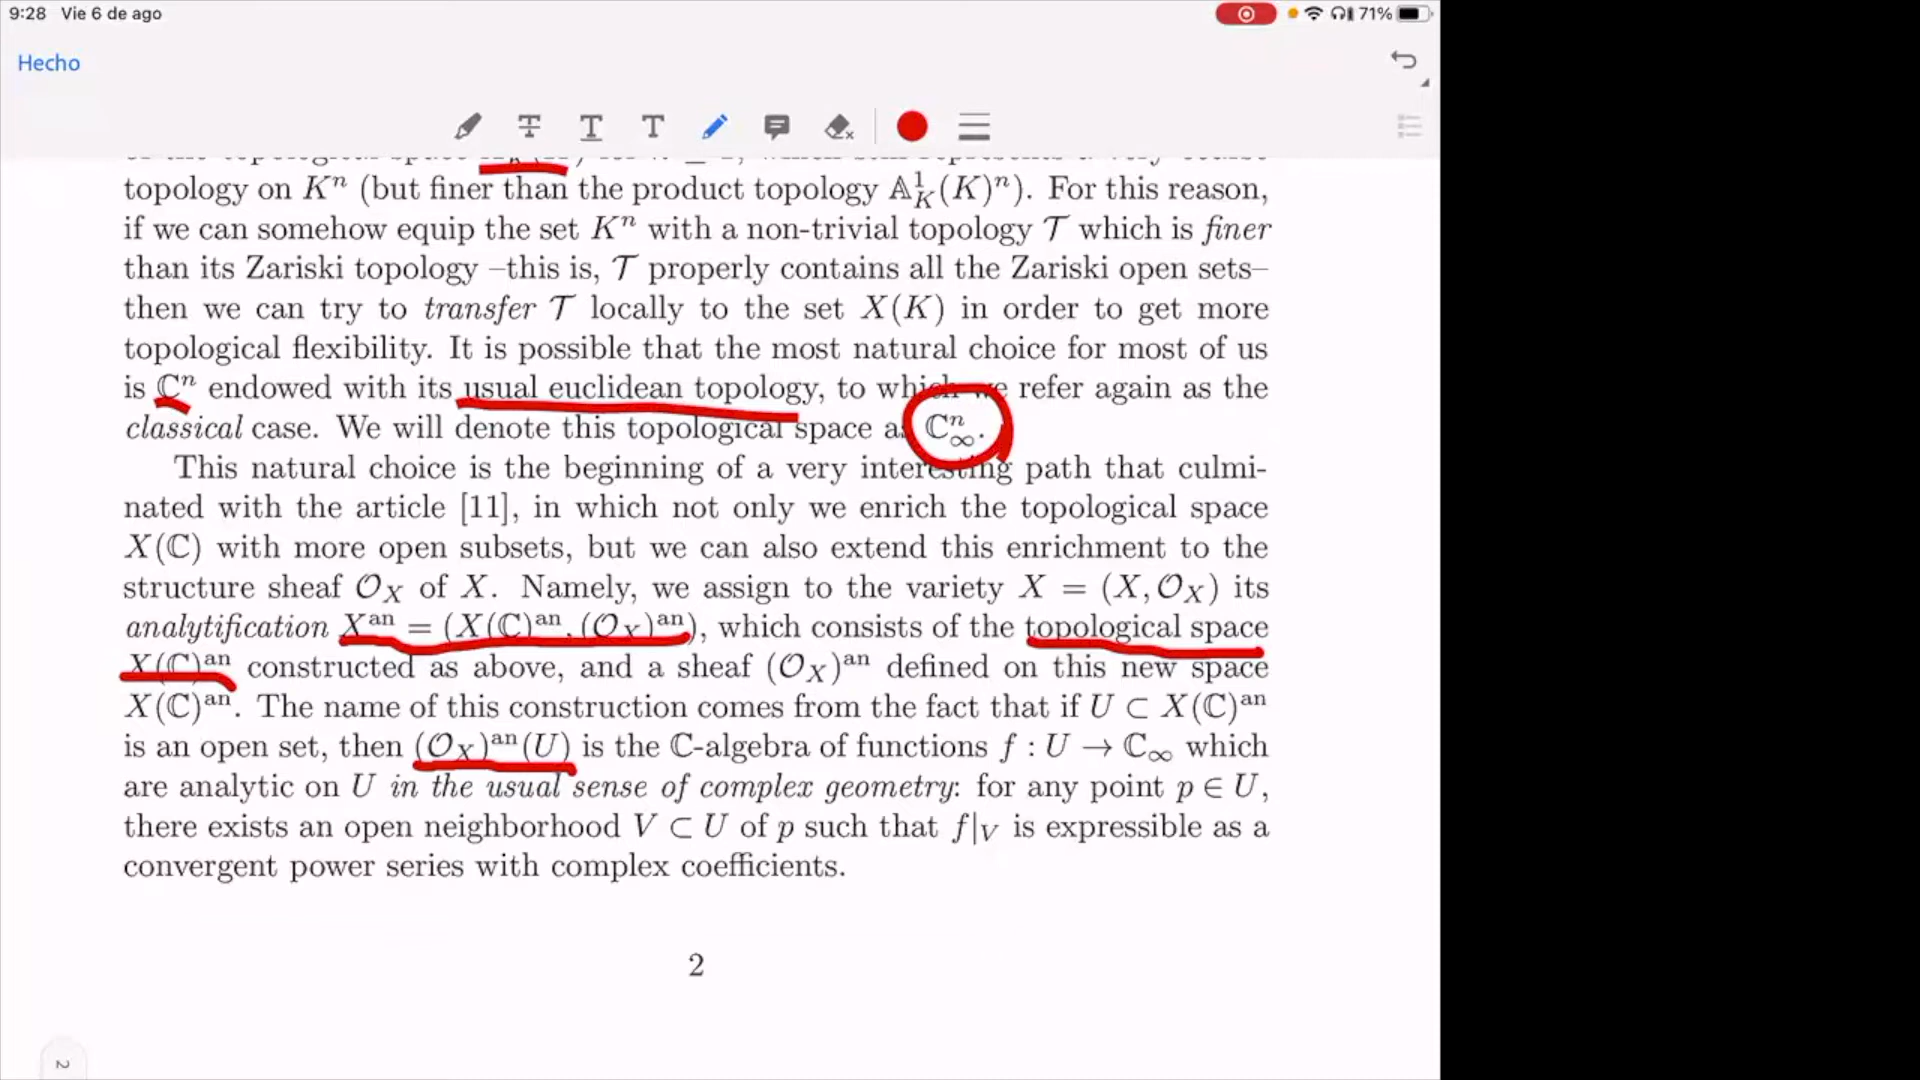 9:28 Vie 6 de ago
71%
Hecho
topology on Kⁿ (but finer than the product topology 𝔸¹_K(K)ⁿ). For this reason,
if we can somehow equip the set Kⁿ with a non-trivial topology 𝒯 which is finer
than its Zariski topology –this is, 𝒯 properly contains all the Zariski open sets–
then we can try to transfer 𝒯 locally to the set X(K) in order to get more
topological flexibility. It is possible that the most natural choice for most of us
is ℂⁿ endowed with its usual euclidean topology, to which we refer again as the
classical case. We will denote this topological space as ℂⁿ_∞.
This natural choice is the beginning of a very interesting path that culmi-
nated with the article [11], in which not only we enrich the topological space
X(ℂ) with more open subsets, but we can also extend this enrichment to the
structure sheaf 𝒪_X of X. Namely, we assign to the variety X = (X, 𝒪_X) its
analytification X^an = (X(ℂ)^an, (𝒪_X)^an), which consists of the topological space
X(ℂ)^an constructed as above, and a sheaf (𝒪_X)^an defined on this new space
X(ℂ)^an. The name of this construction comes from the fact that if U ⊂ X(ℂ)^an
is an open set, then (𝒪_X)^an(U) is the ℂ-algebra of functions f : U → ℂ_∞ which
are analytic on U in the usual sense of complex geometry: for any point p ∈ U,
there exists an open neighborhood V ⊂ U of p such that f|_V is expressible as a
convergent power series with complex coefficients.
2
2